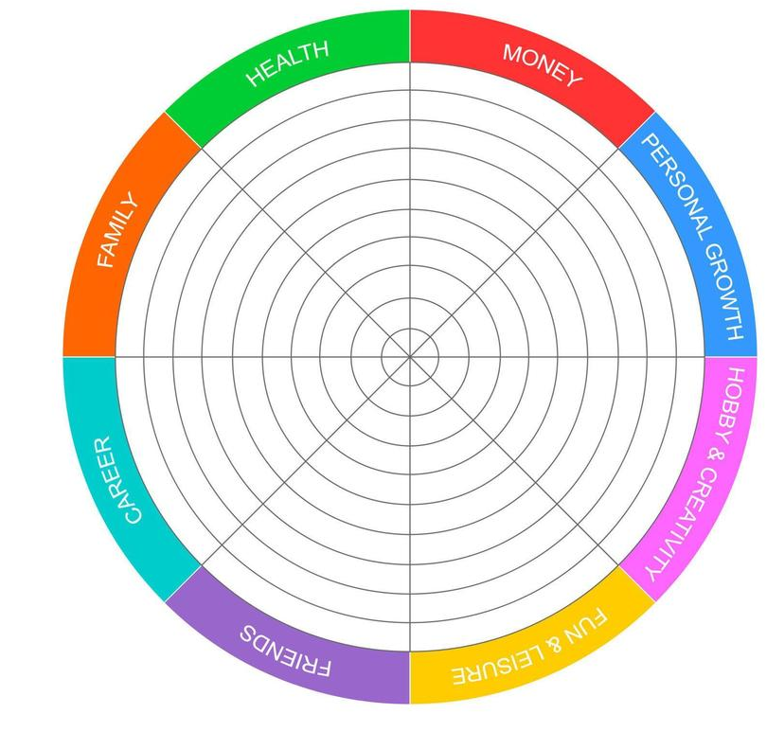 HEALTH
MONEY
PERSONAL GROWTH
HOBBY & CREATIVITY
FUN & LEISURE
FRIENDS
CAREER
FAMILY